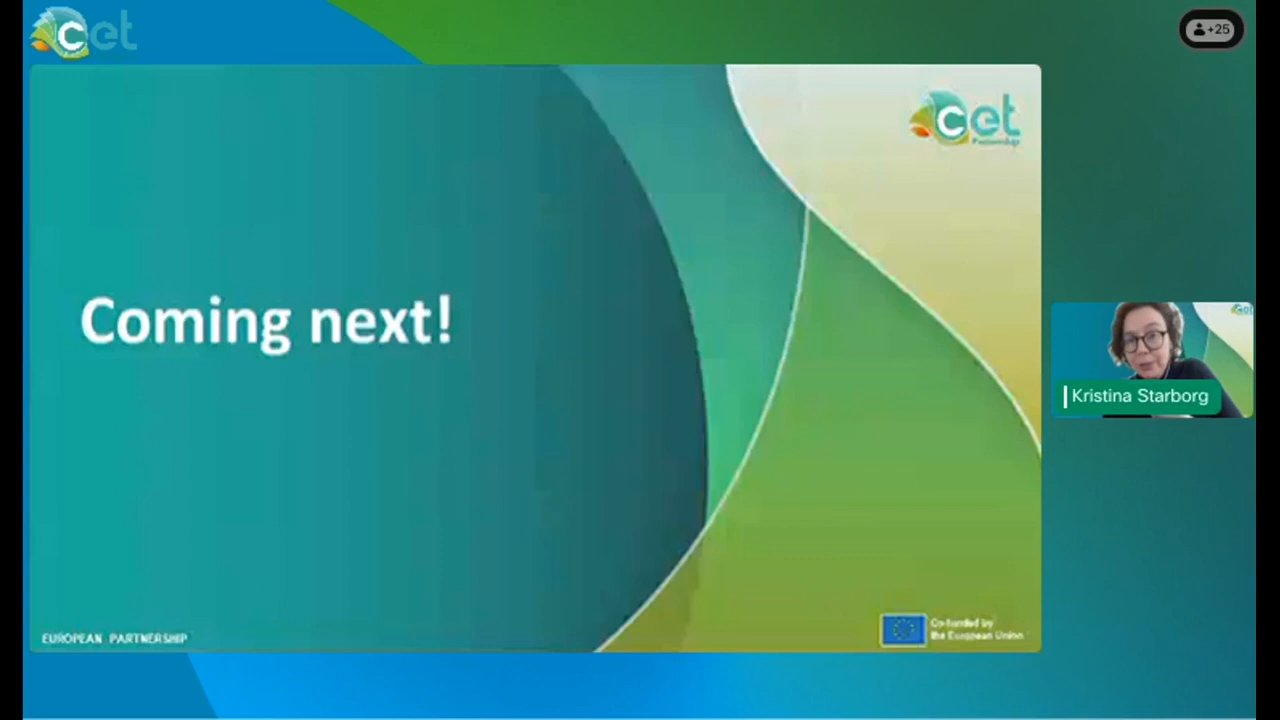 cet
+25
cet
Partnership
Coming next!
Kristina Starborg
EUROPEAN PARTNERSHIP
Co-funded by
the European Union